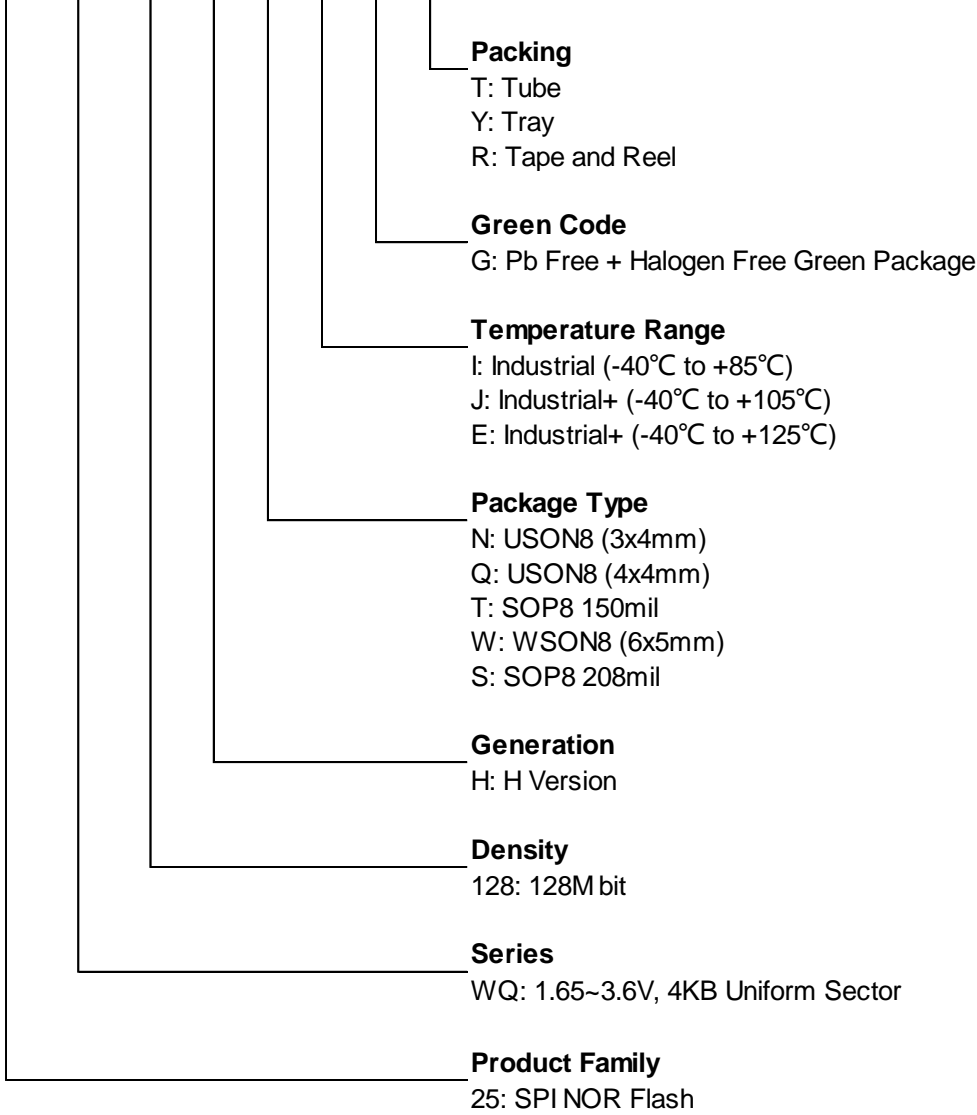 Packing
T: Tube
Y: Tray
R: Tape and Reel
Green Code
G: Pb Free + Halogen Free Green Package
Temperature Range
I: Industrial (-40℃ to +85℃)
J: Industrial+ (-40℃ to +105℃)
E: Industrial+ (-40℃ to +125℃)
Package Type
N: USON8 (3x4mm)
Q: USON8 (4x4mm)
T: SOP8 150mil
W: WSON8 (6x5mm)
S: SOP8 208mil
Generation
H: H Version
Density
128: 128M bit
Series
WQ: 1.65~3.6V, 4KB Uniform Sector
Product Family
25: SPI NOR Flash